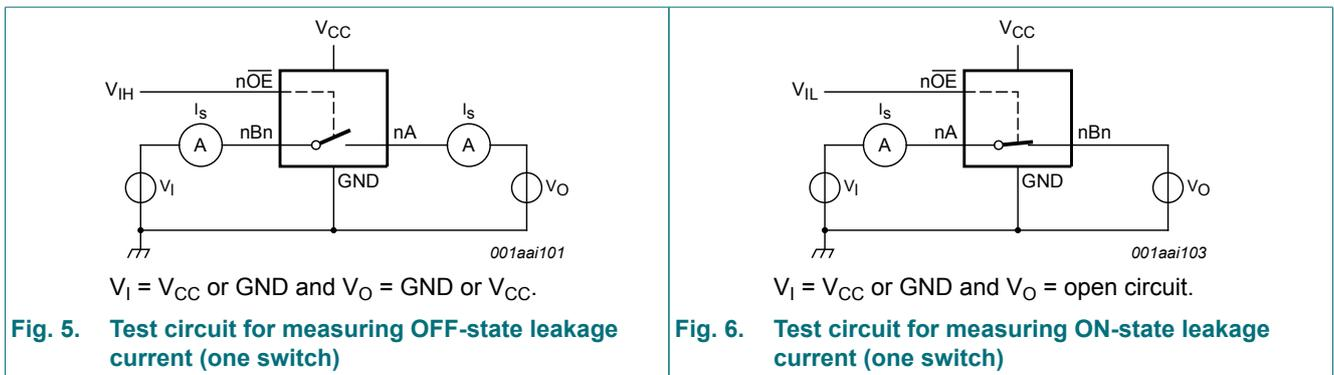 VCC
nOE
VIH
Is
Is
nBn
nA
A
A
VI
GND
VO
001aai101
VI = VCC or GND and VO = GND or VCC.
Fig. 5. Test circuit for measuring OFF-state leakage
current (one switch)
VCC
nOE
VIL
Is
nA
nBn
A
VI
GND
VO
001aai103
VI = VCC or GND and VO = open circuit.
Fig. 6. Test circuit for measuring ON-state leakage
current (one switch)